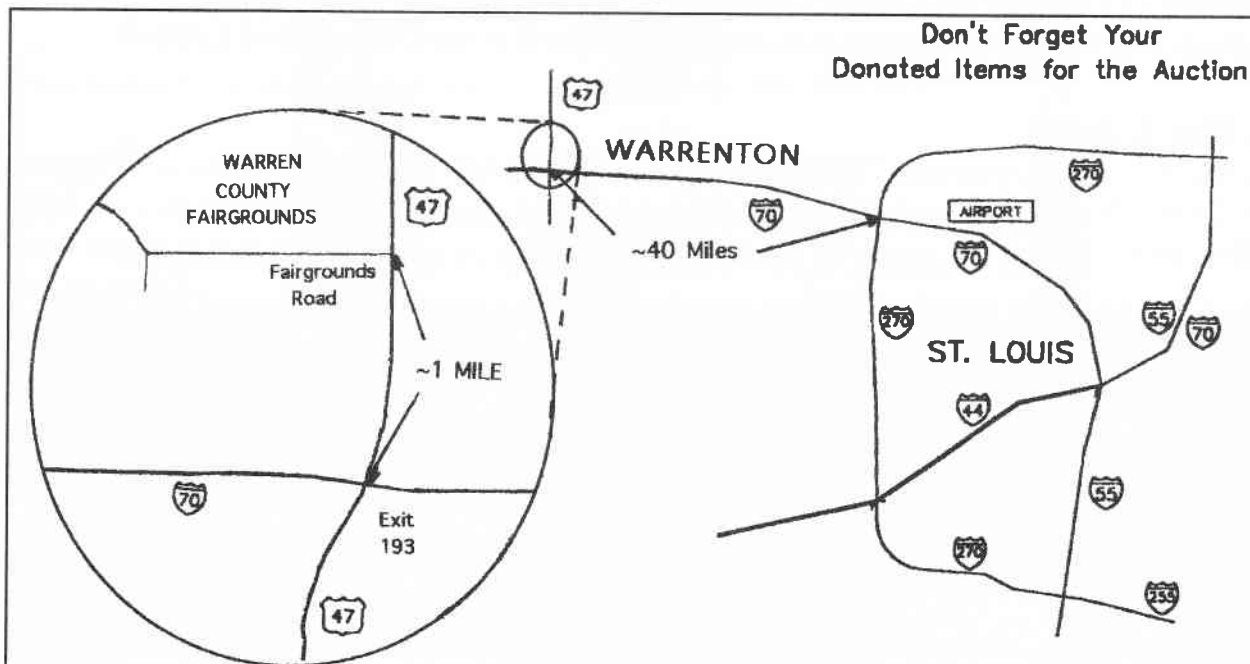 Don't Forget Your
Donated Items for the Auction
47
WARRENTON
270
70
AIRPORT
~40 Miles
70
270
55
70
ST. LOUIS
44
55
270
255
WARREN
COUNTY
FAIRGROUNDS
47
Fairgrounds
Road
~1 MILE
70
Exit
193
47